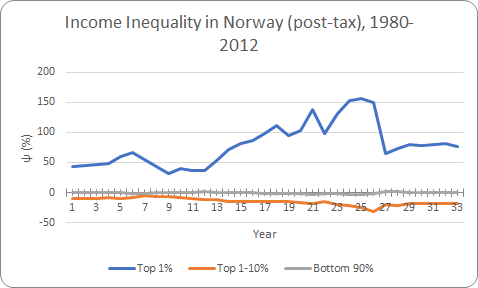 Income Inequality in Norway (post-tax), 1980-
2012
ψ (%)
200
150
100
50
0
-50
1 3 5 7 9 11 13 15 17 19 21 23 25 27 29 31 33
Year
Top 1% Top 1-10% Bottom 90%